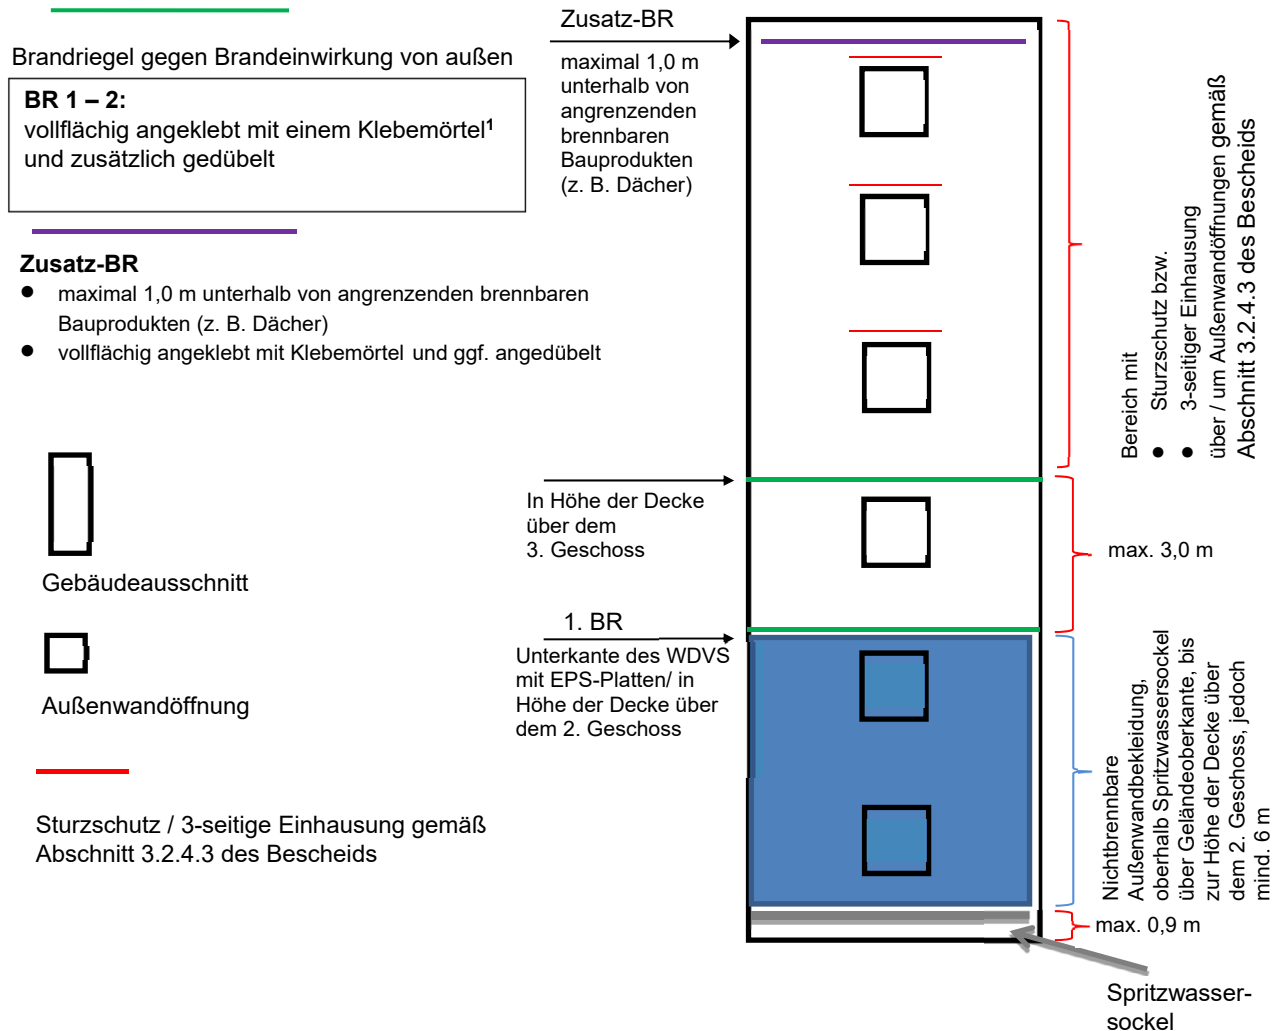 Brandriegel gegen Brandeinwirkung von außen
BR 1 – 2:
vollflächig angeklebt mit einem Klebemörtel¹
und zusätzlich gedübelt
Zusatz-BR
● maximal 1,0 m unterhalb von angrenzenden brennbaren
Bauprodukten (z. B. Dächer)
● vollflächig angeklebt mit Klebemörtel und ggf. angedübelt
Gebäudeausschnitt
Außenwandöffnung
Sturzschutz / 3-seitige Einhausung gemäß
Abschnitt 3.2.4.3 des Bescheids
Zusatz-BR
maximal 1,0 m
unterhalb von
angrenzenden
brennbaren
Bauprodukten
(z. B. Dächer)
In Höhe der Decke
über dem
3. Geschoss
1. BR
Unterkante des WDVS
mit EPS-Platten/ in
Höhe der Decke über
dem 2. Geschoss
Bereich mit
● Sturzschutz bzw.
● 3-seitiger Einhausung
über / um Außenwandöffnungen gemäß
Abschnitt 3.2.4.3 des Bescheids
max. 3,0 m
Nichtbrennbare
Außenwandbekleidung,
oberhalb Spritzwassersockel
über Geländeoberkante, bis
zur Höhe der Decke über
dem 2. Geschoss, jedoch
mind. 6 m
max. 0,9 m
Spritzwasser-
sockel